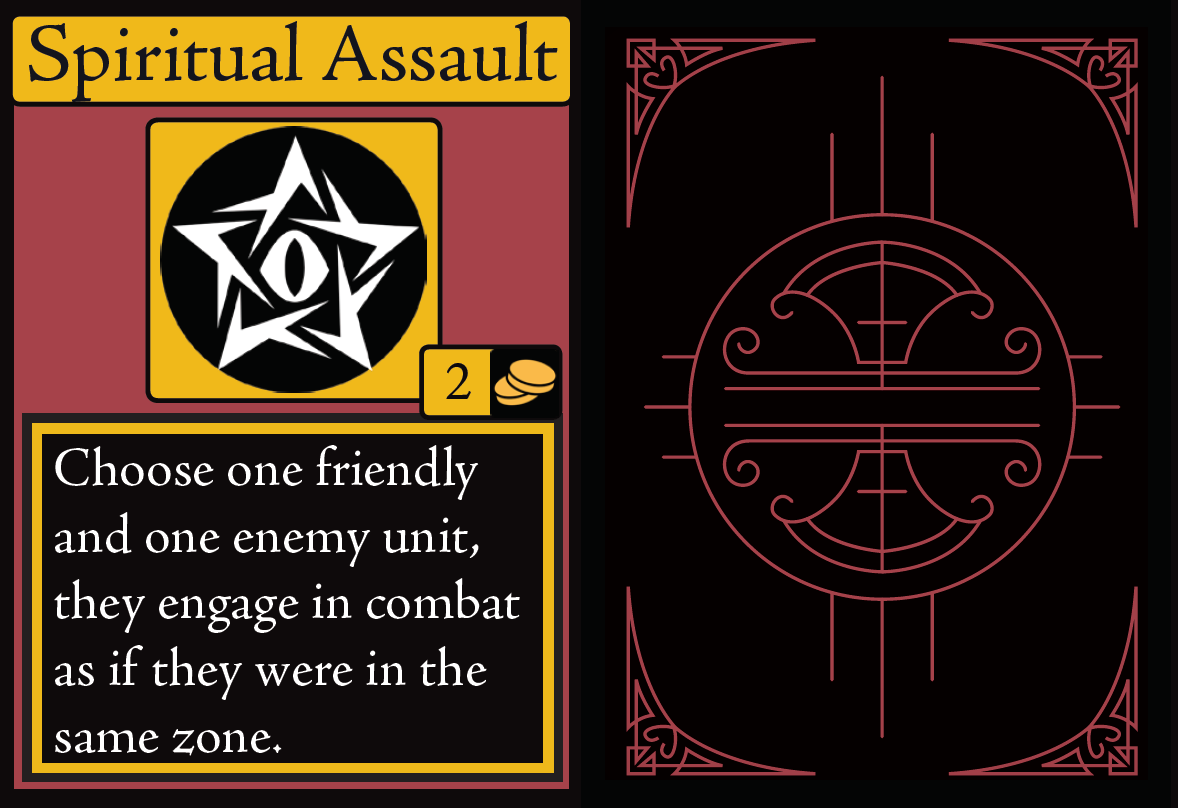 Spiritual Assault
2
Choose one friendly
and one enemy unit,
they engage in combat
as if they were in the
same zone.